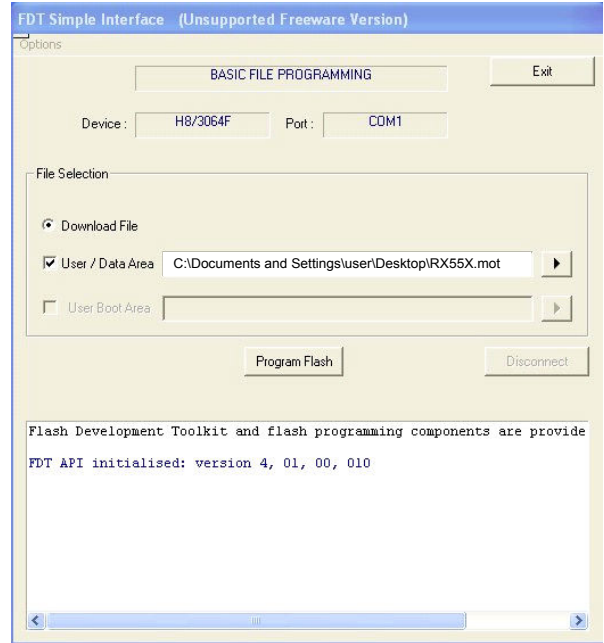 FDT Simple Interface (Unsupported Freeware Version)
Options
BASIC FILE PROGRAMMING
Exit
Device : H8/3064F Port : COM1
File Selection
Download File
User / Data Area C:\Documents and Settings\user\Desktop\RX55X.mot
User Boot Area
Program Flash Disconnect
Flash Development Toolkit and flash programming components are provide
FDT API initialised: version 4, 01, 00, 010